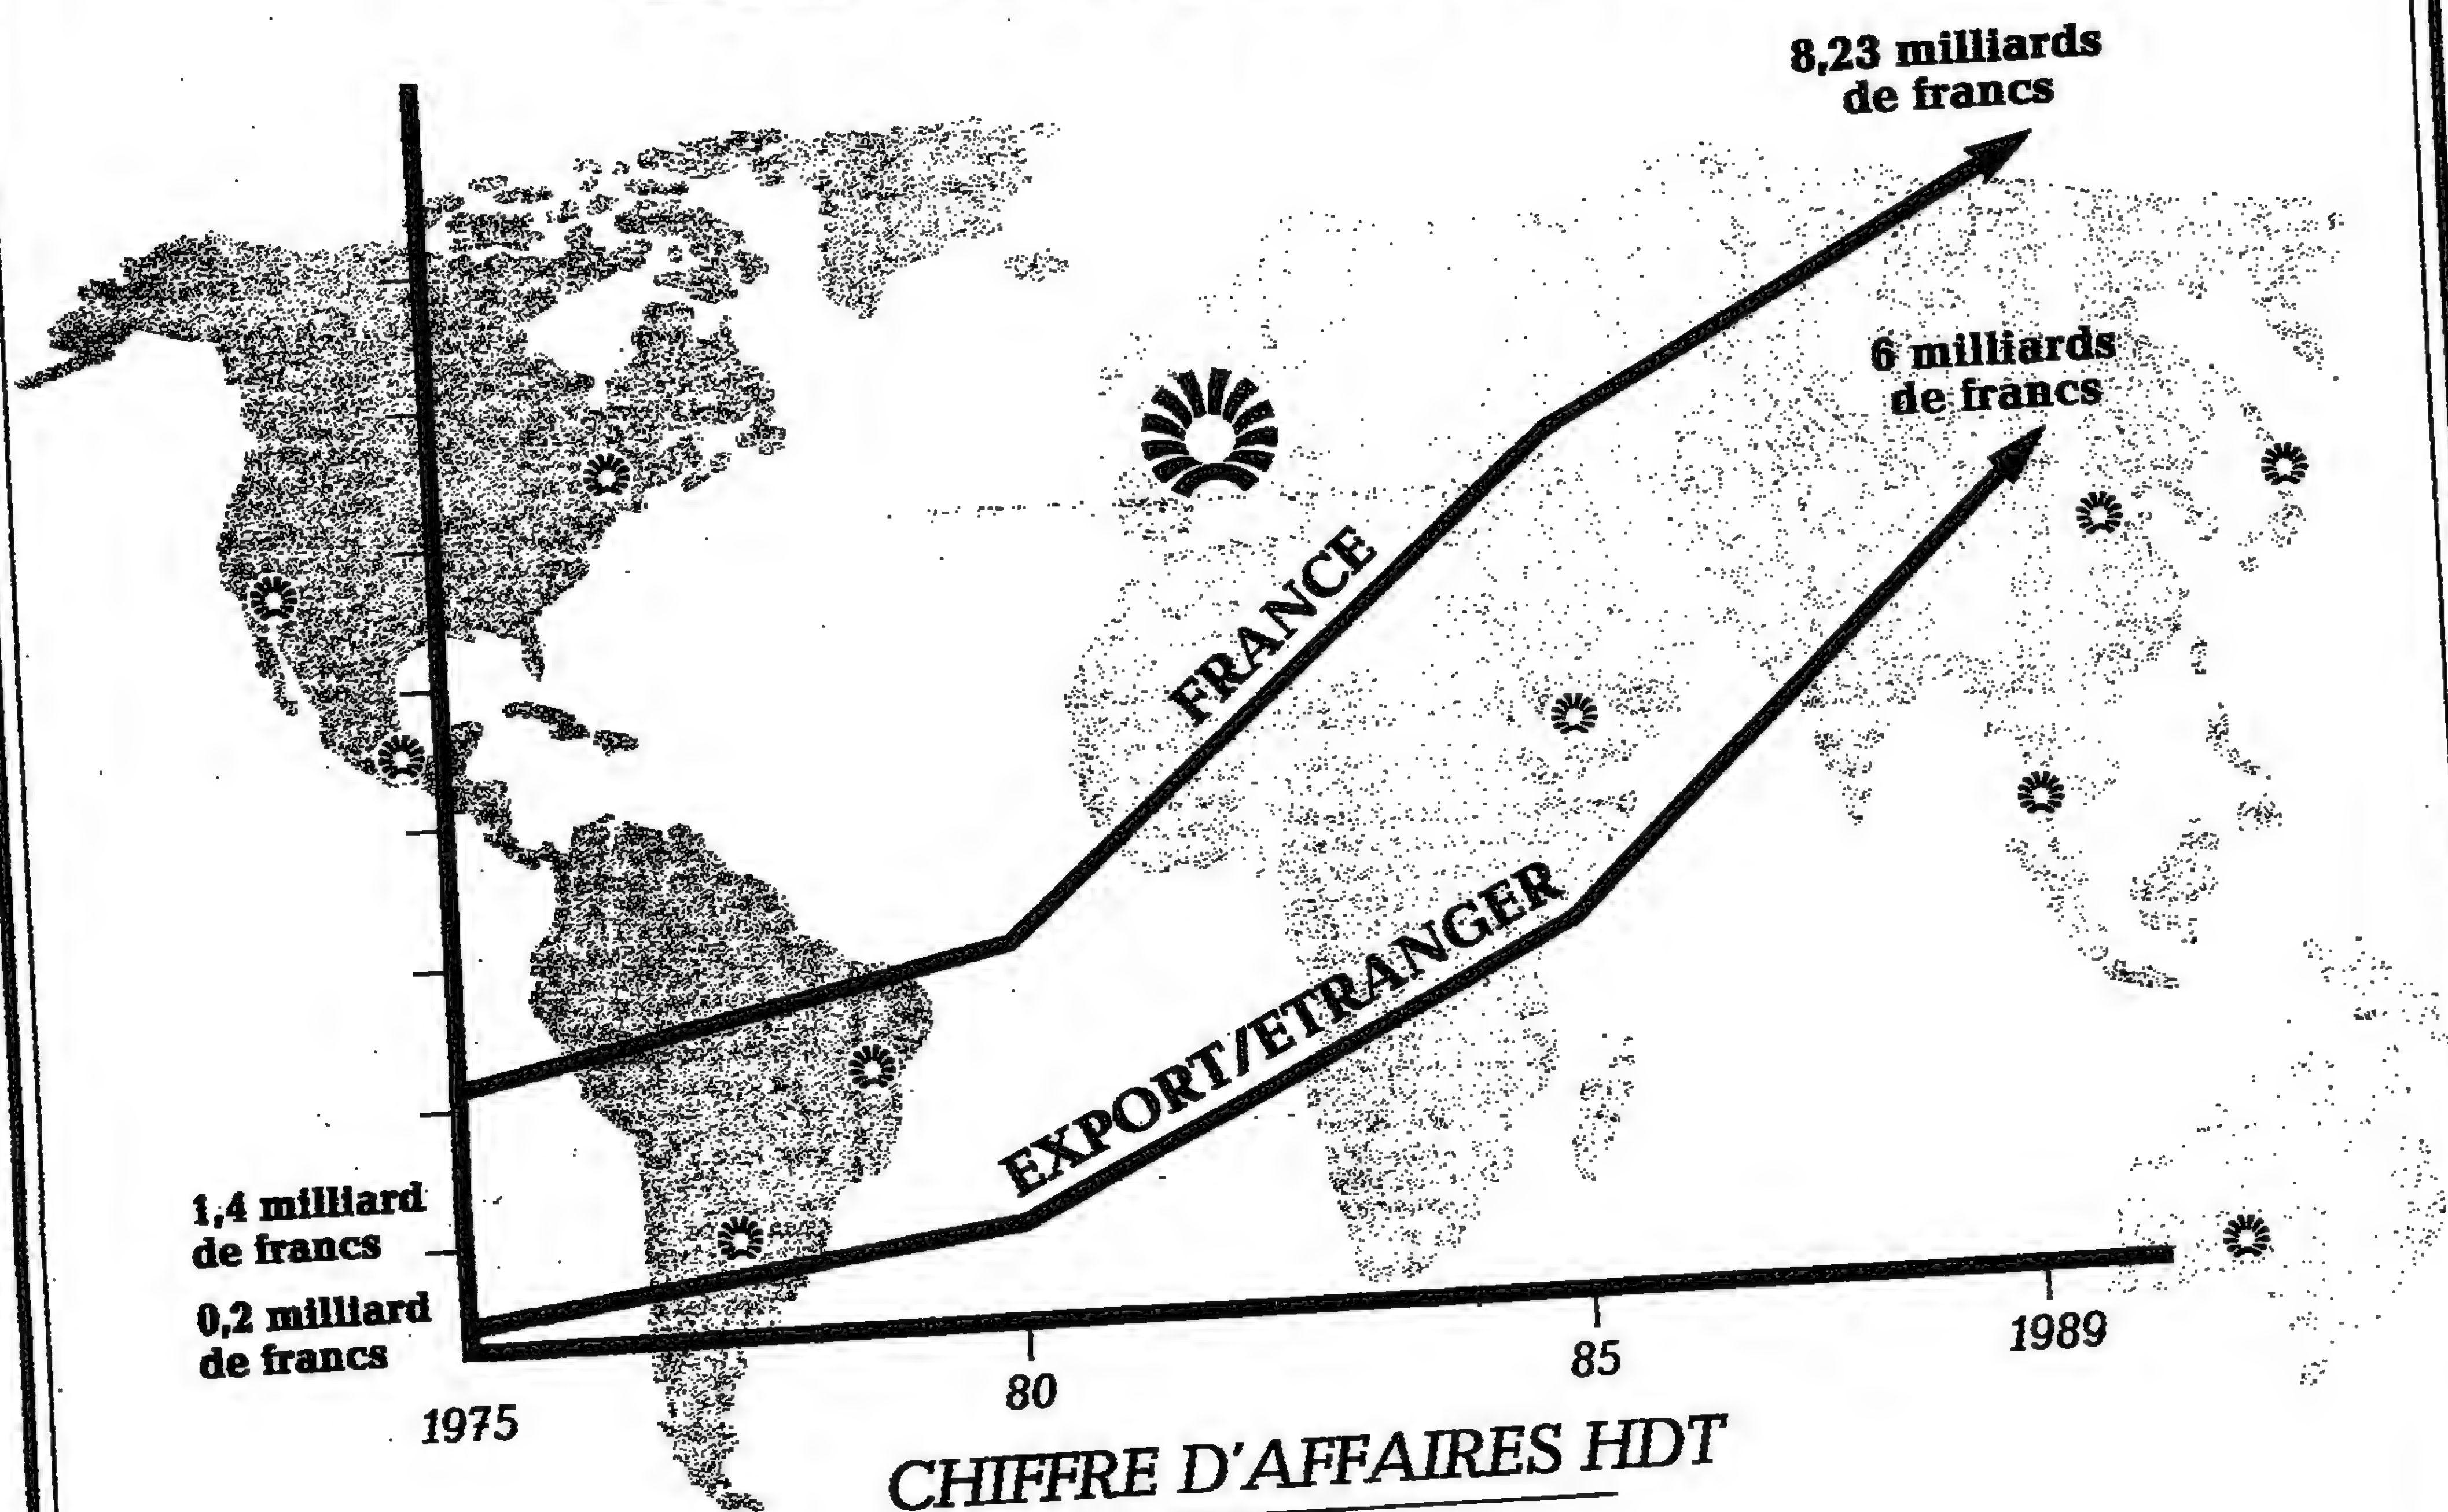 8,23 milliards
de francs
6 milliards
de francs
FRANCE
EXPORT/ETRANGER
1,4 milliard
de francs
0,2 milliard
de francs
1975
80
85
1989
CHIFFRE D'AFFAIRES HDT